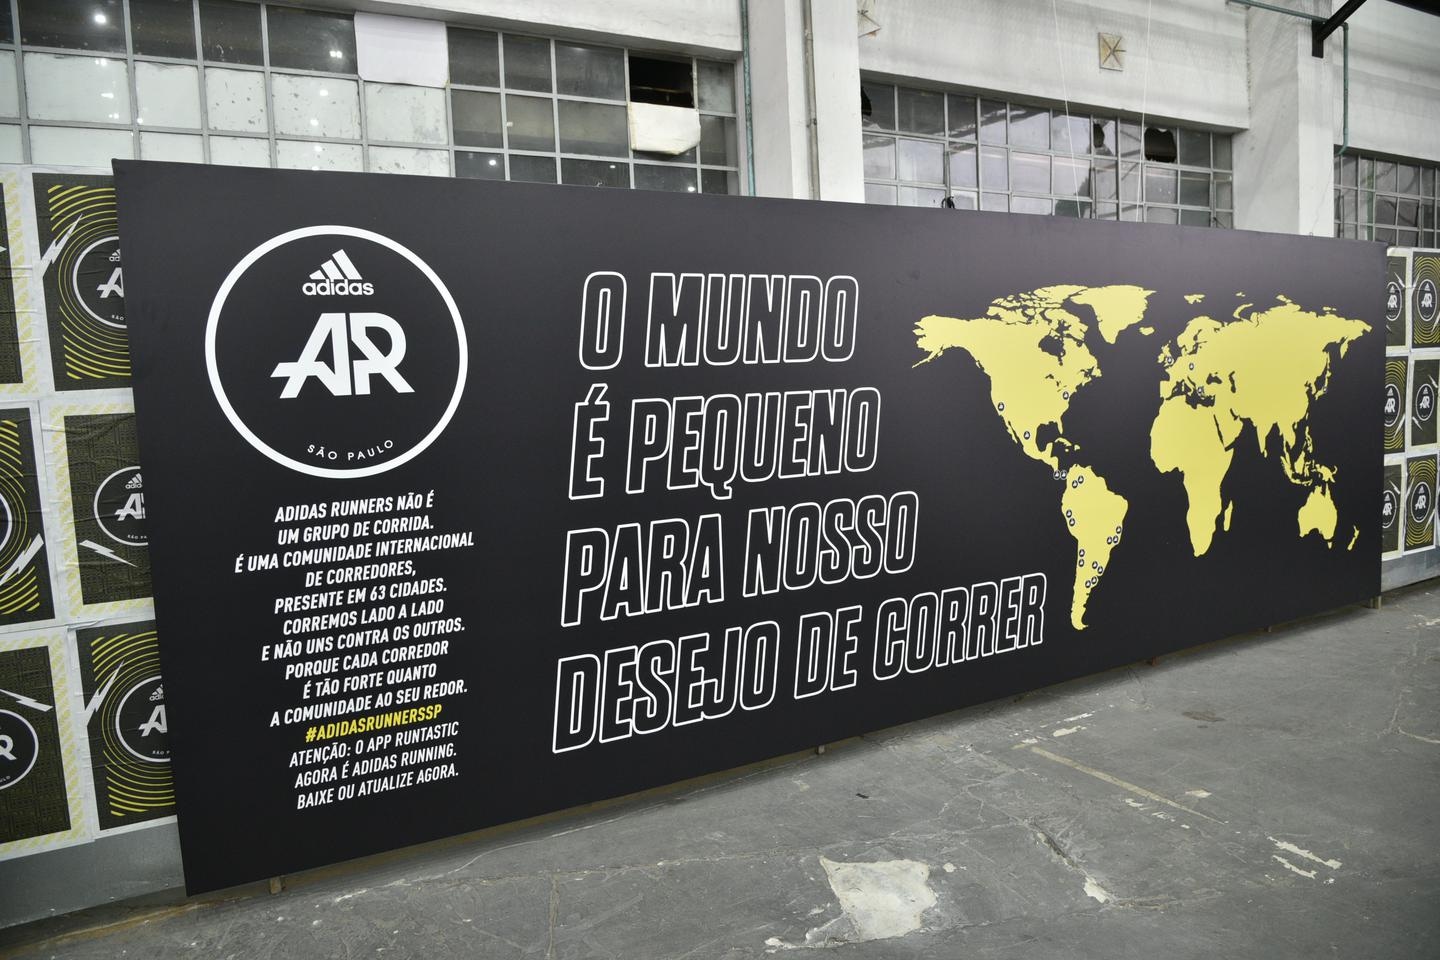 adidas
AR
SÃO PAULO
ADIDAS RUNNERS NÃO É
UM GRUPO DE CORRIDA.
É UMA COMUNIDADE INTERNACIONAL
DE CORREDORES,
PRESENTE EM 63 CIDADES.
CORREMOS LADO A LADO
E NÃO UNS CONTRA OS OUTROS.
PORQUE CADA CORREDOR
É TÃO FORTE QUANTO
A COMUNIDADE AO SEU REDOR.
#ADIDASRUNNERSSP
ATENÇÃO: O APP RUNTASTIC
AGORA É ADIDAS RUNNING.
BAIXE OU ATUALIZE AGORA.
O MUNDO
É PEQUENO
PARA NOSSO
DESEJO DE CORRER